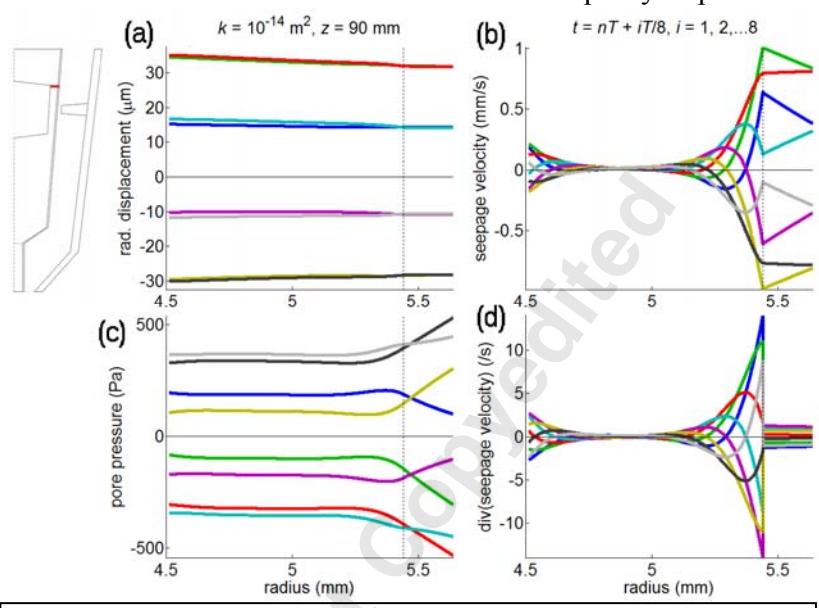 k = 10⁻¹⁴ m², z = 90 mm
t = nT + iT/8, i = 1, 2,...8
(a)
rad. displacement (μm)
30
20
10
0
-10
-20
-30
4.5 5 5.5
(b)
seepage velocity (mm/s)
1
0.5
0
-0.5
4.5 5 5.5
(c)
pore pressure (Pa)
500
0
-500
4.5 5 5.5
radius (mm)
(d)
div(seepage velocity) (/s)
10
5
0
-5
-10
4.5 5 5.5
radius (mm)
copyedited